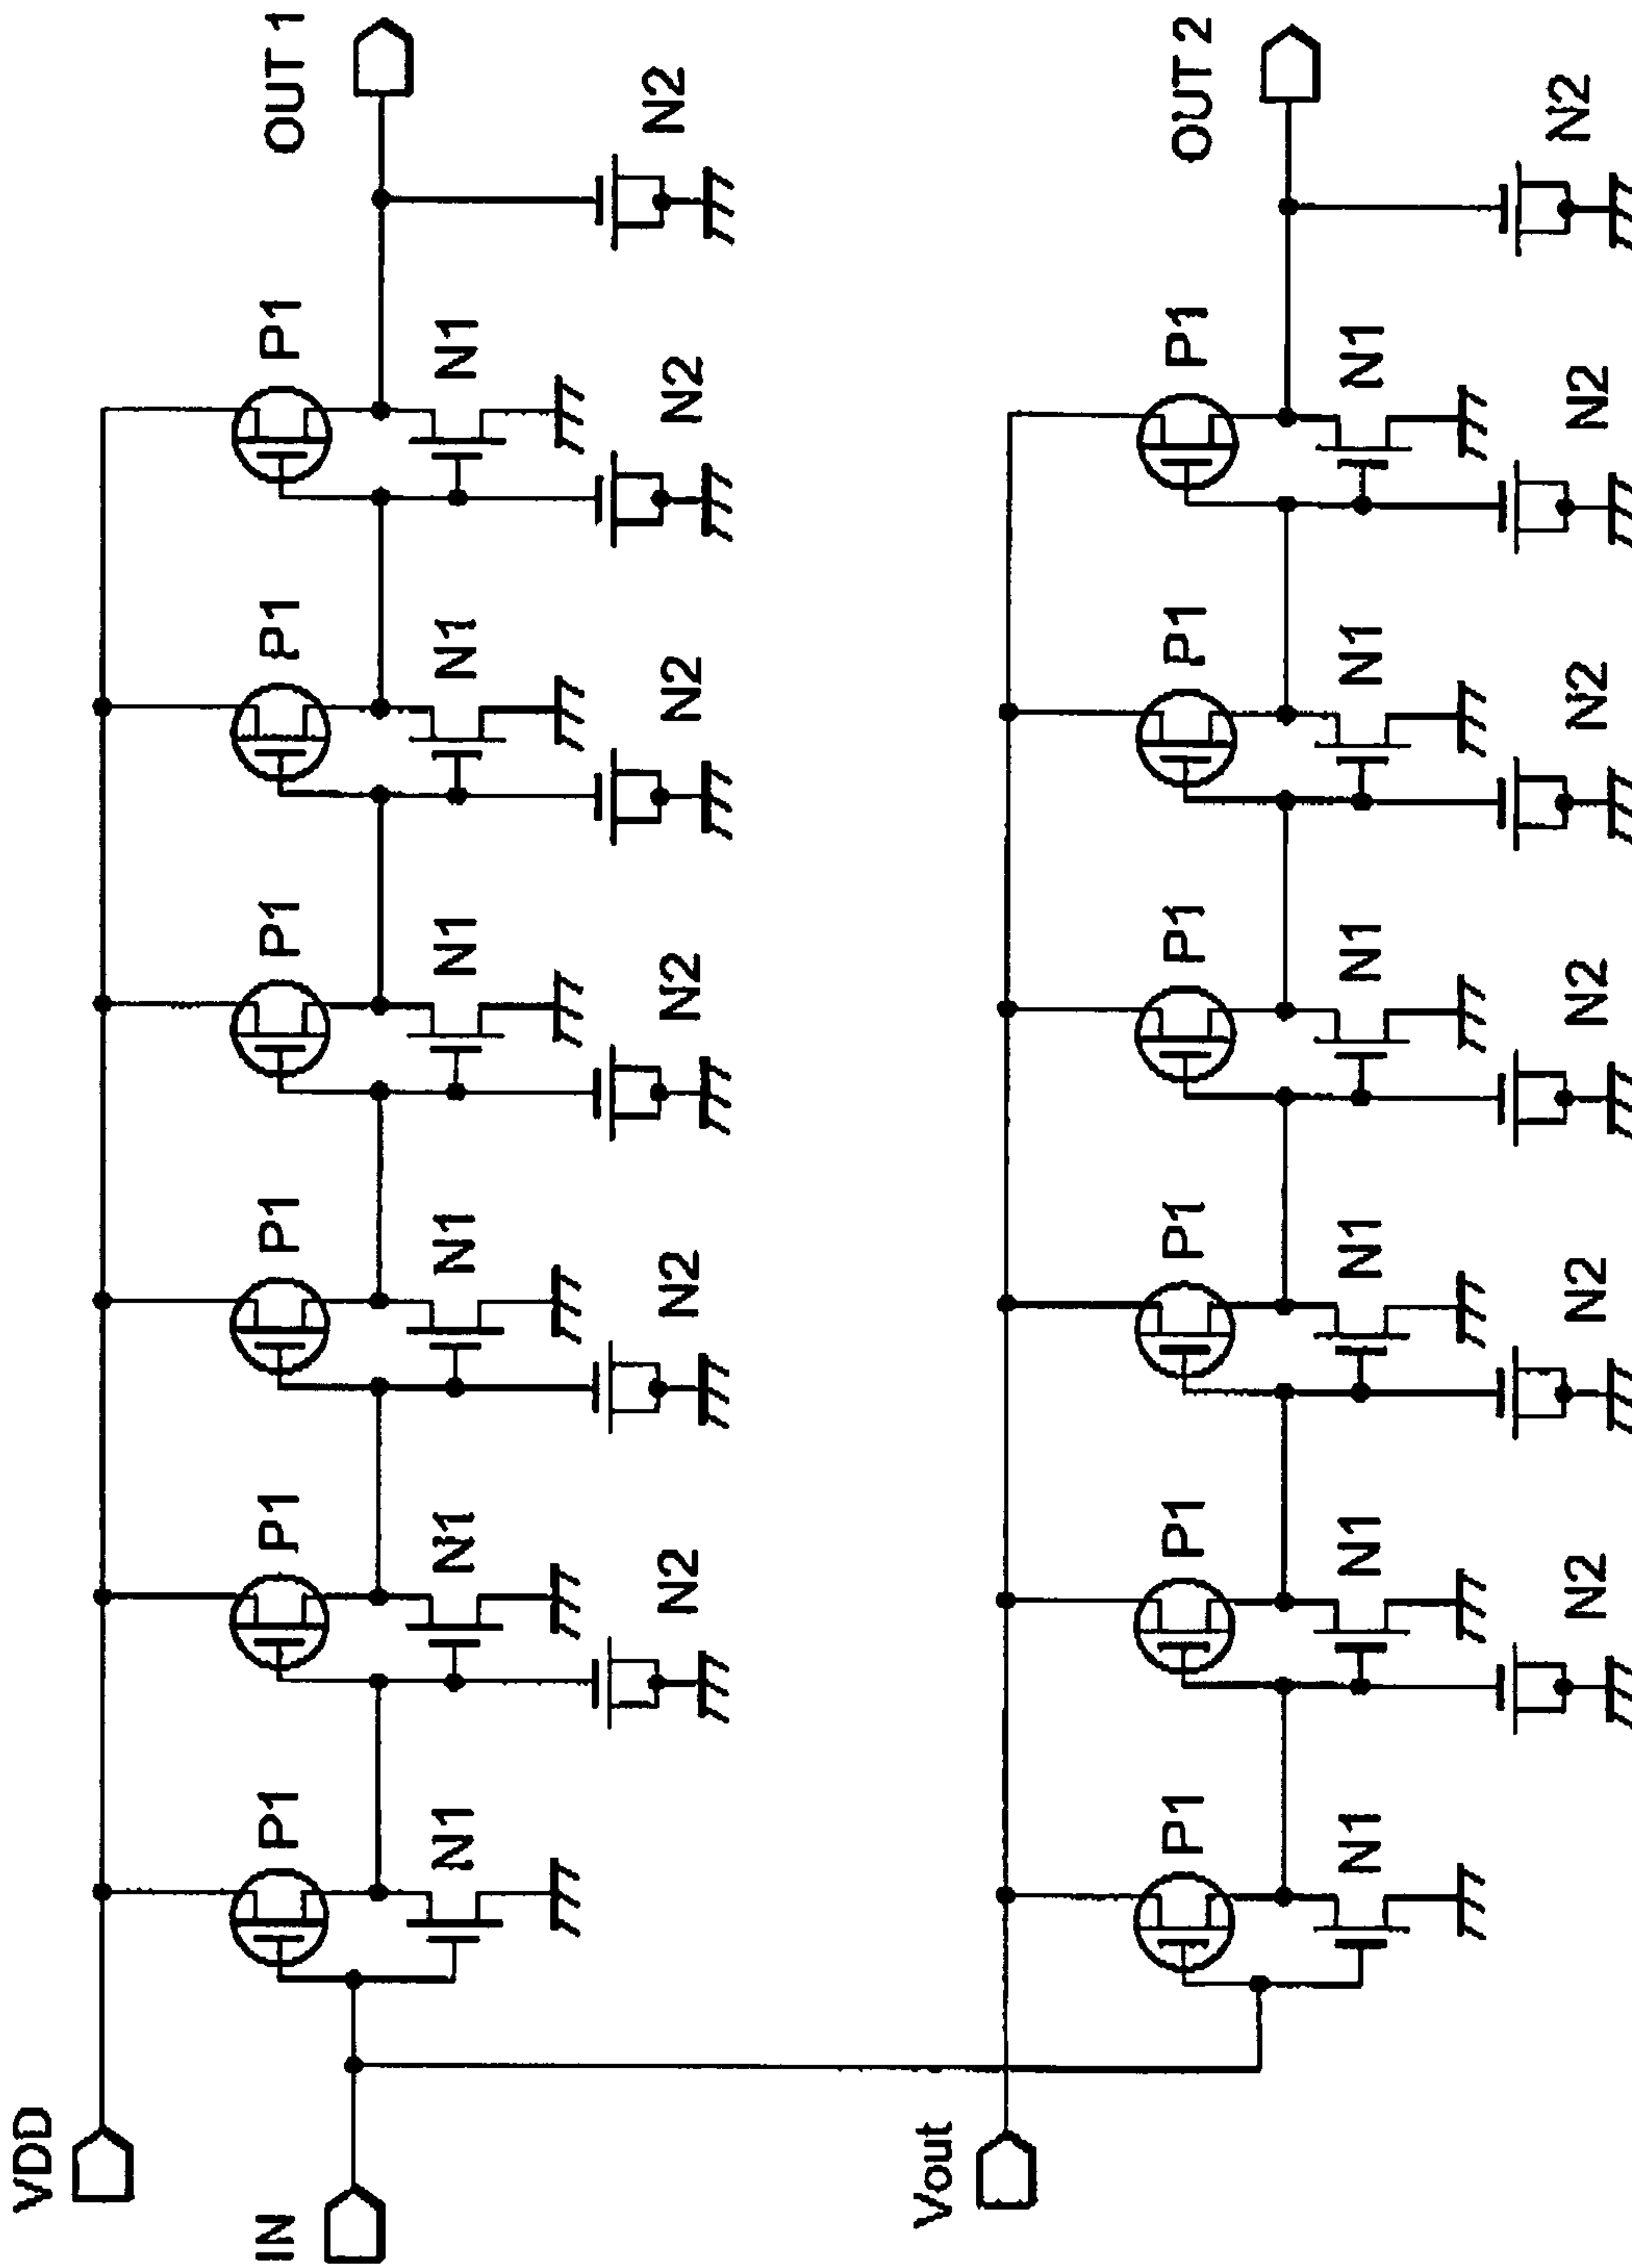 VDD
IN P1 P1 P1 P1 P1 P1 OUT 1
N1 N1 N1 N1 N1 N1
N2 N2 N2 N2 N2 N2
Vout
P1 P1 P1 P1 P1 P1 OUT 2
N1 N1 N1 N1 N1 N1
N2 N2 N2 N2 N2 N2